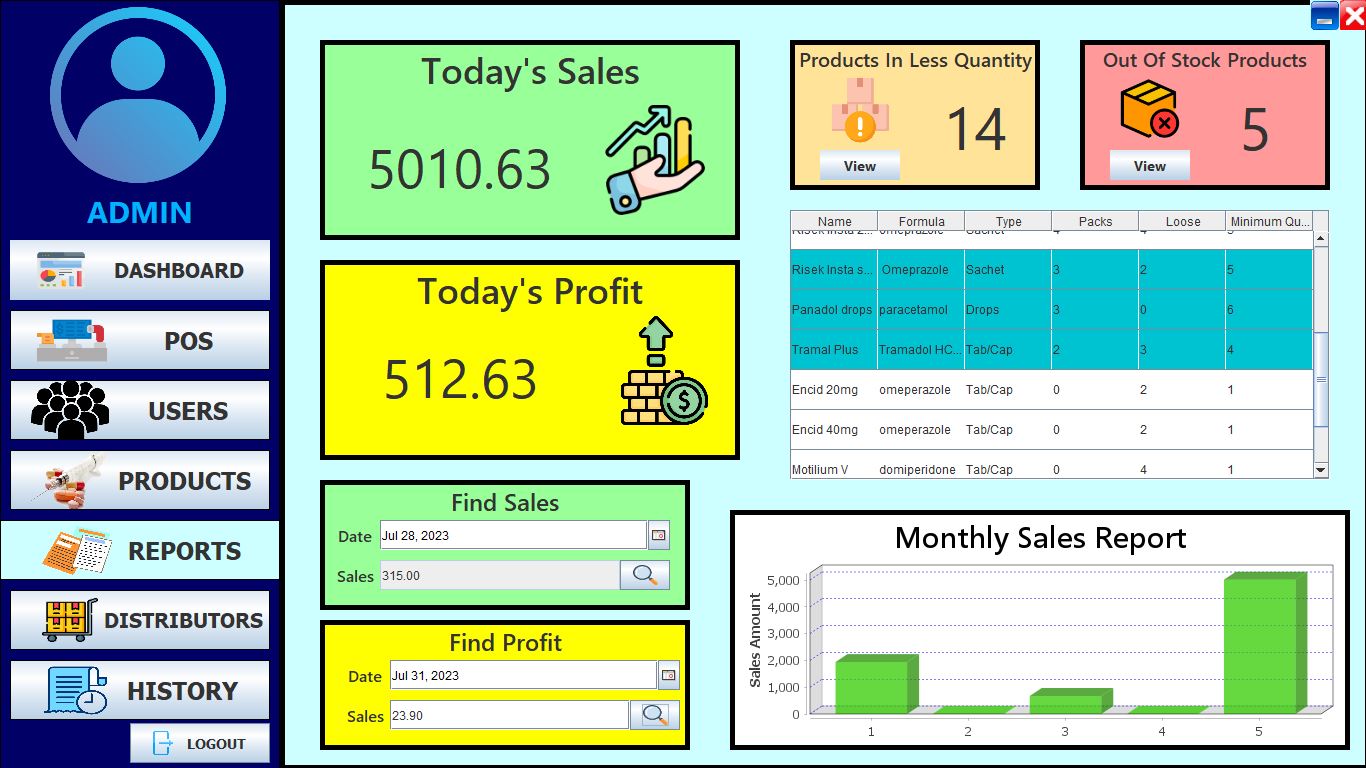 ADMIN
DASHBOARD
POS
USERS
PRODUCTS
REPORTS
DISTRIBUTORS
HISTORY
LOGOUT
Today's Sales
5010.63
Today's Profit
512.63
Find Sales
Date Jul 28, 2023
Sales 315.00
Find Profit
Date Jul 31, 2023
Sales 23.90
Products In Less Quantity
14
View
Out Of Stock Products
5
View
Name Formula Type Packs Loose Minimum Qu...
Risek Insta s... Omeprazole Sachet 3 2 5
Panadol drops paracetamol Drops 3 0 6
Tramal Plus Tramadol HC... Tab/Cap 2 3 4
Encid 20mg omeperazole Tab/Cap 0 2 1
Encid 40mg omeperazole Tab/Cap 0 2 1
Motilium V domiperidone Tab/Cap 0 4 1
Monthly Sales Report
Sales Amount
5,000
4,000
3,000
2,000
1,000
0
1 2 3 4 5